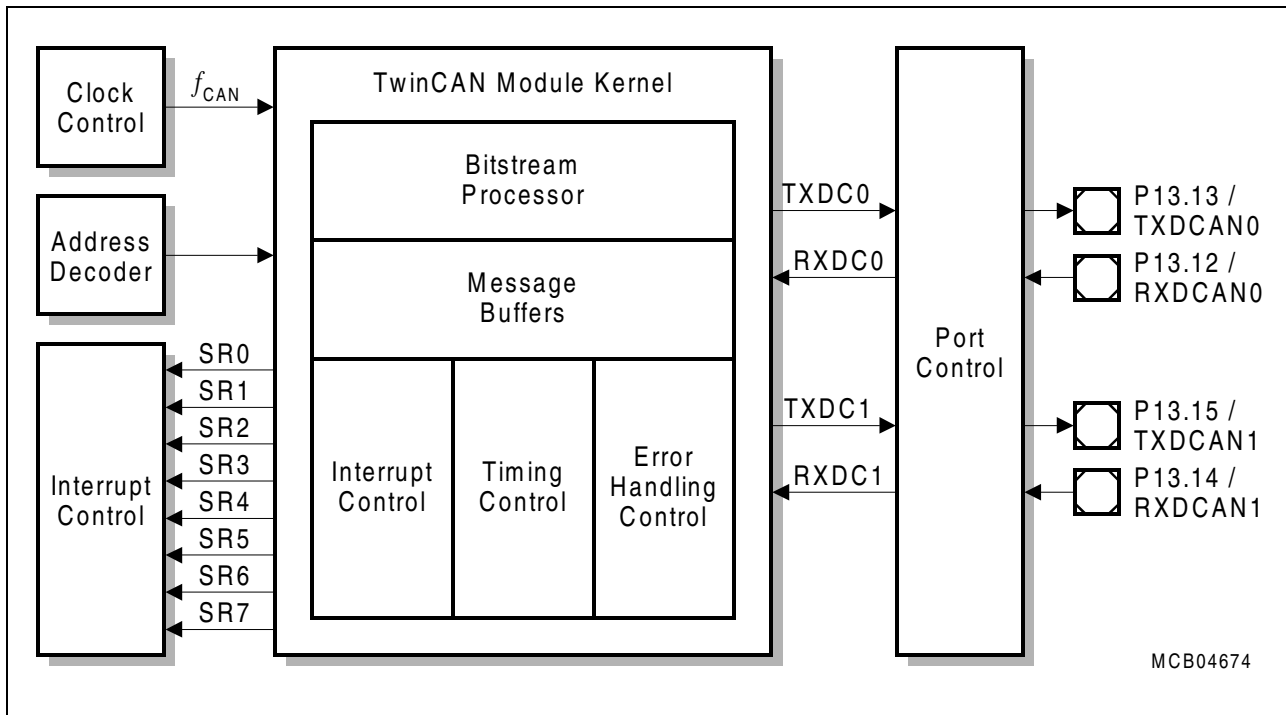 Clock
Control
f CAN
TwinCAN Module Kernel
Address
Decoder
Bitstream
Processor
Message
Buffers
Interrupt
Control
Timing
Control
Error
Handling
Control
Interrupt
Control
SR0
SR1
SR2
SR3
SR4
SR5
SR6
SR7
TXDC0
RXDC0
TXDC1
RXDC1
Port
Control
P13.13 /
TXDCAN0
P13.12 /
RXDCAN0
P13.15 /
TXDCAN1
P13.14 /
RXDCAN1
MCB04674